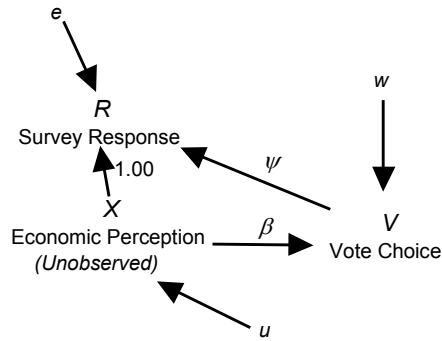 e
R
Survey Response
w
1.00
ψ
X
Economic Perception
(Unobserved)
β
V
Vote Choice
u